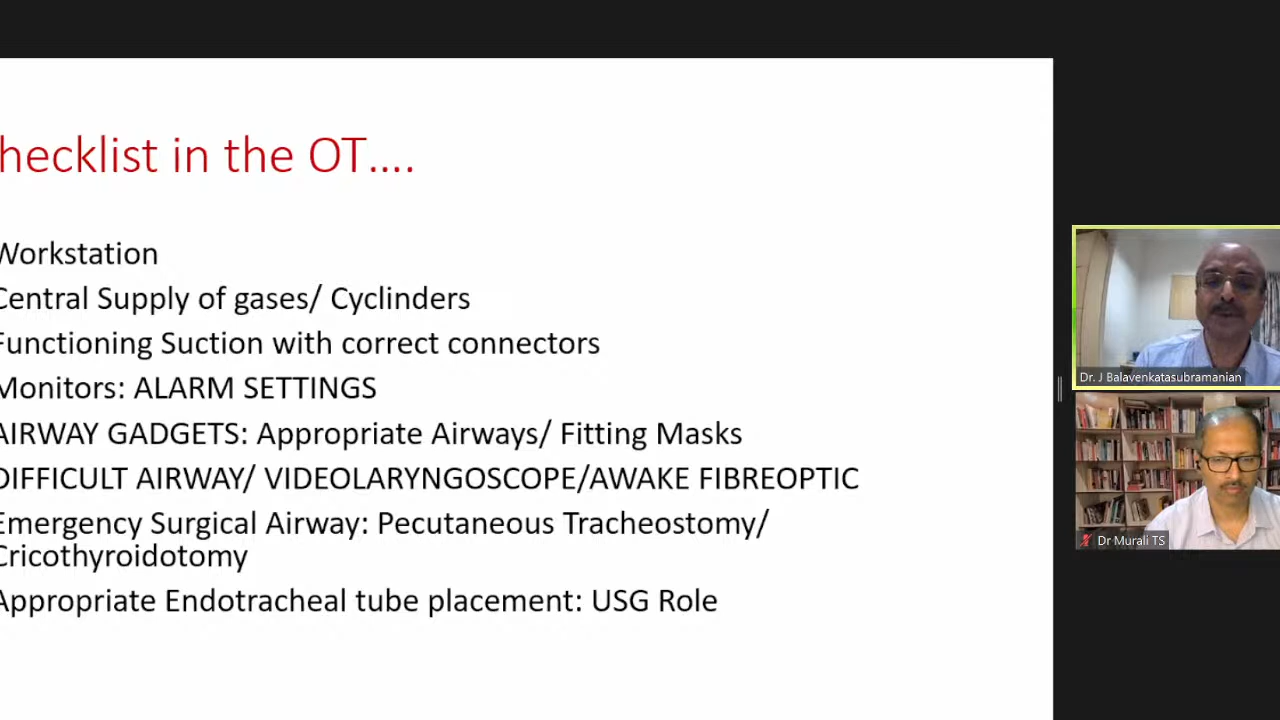 hecklist in the OT....
Workstation
Central Supply of gases/ Cyclinders
Functioning Suction with correct connectors
Monitors: ALARM SETTINGS
AIRWAY GADGETS: Appropriate Airways/ Fitting Masks
DIFFICULT AIRWAY/ VIDEOLARYNGOSCOPE/AWAKE FIBREOPTIC
Emergency Surgical Airway: Pecutaneous Tracheostomy/
Cricothyroidotomy
Appropriate Endotracheal tube placement: USG Role
Dr. J Balavenkatasubramanian
Dr Murali TS